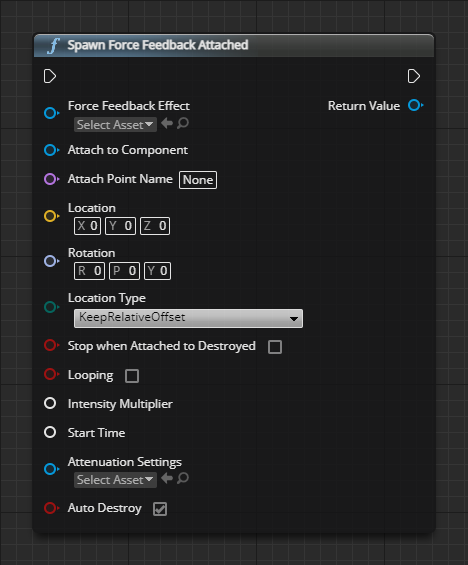 f Spawn Force Feedback Attached
Force Feedback Effect
Return Value
Select Asset
Attach to Component
Attach Point Name None
Location
X 0 Y 0 Z 0
Rotation
R 0 P 0 Y 0
Location Type
KeepRelativeOffset
Stop when Attached to Destroyed
Looping
Intensity Multiplier
Start Time
Attenuation Settings
Select Asset
Auto Destroy